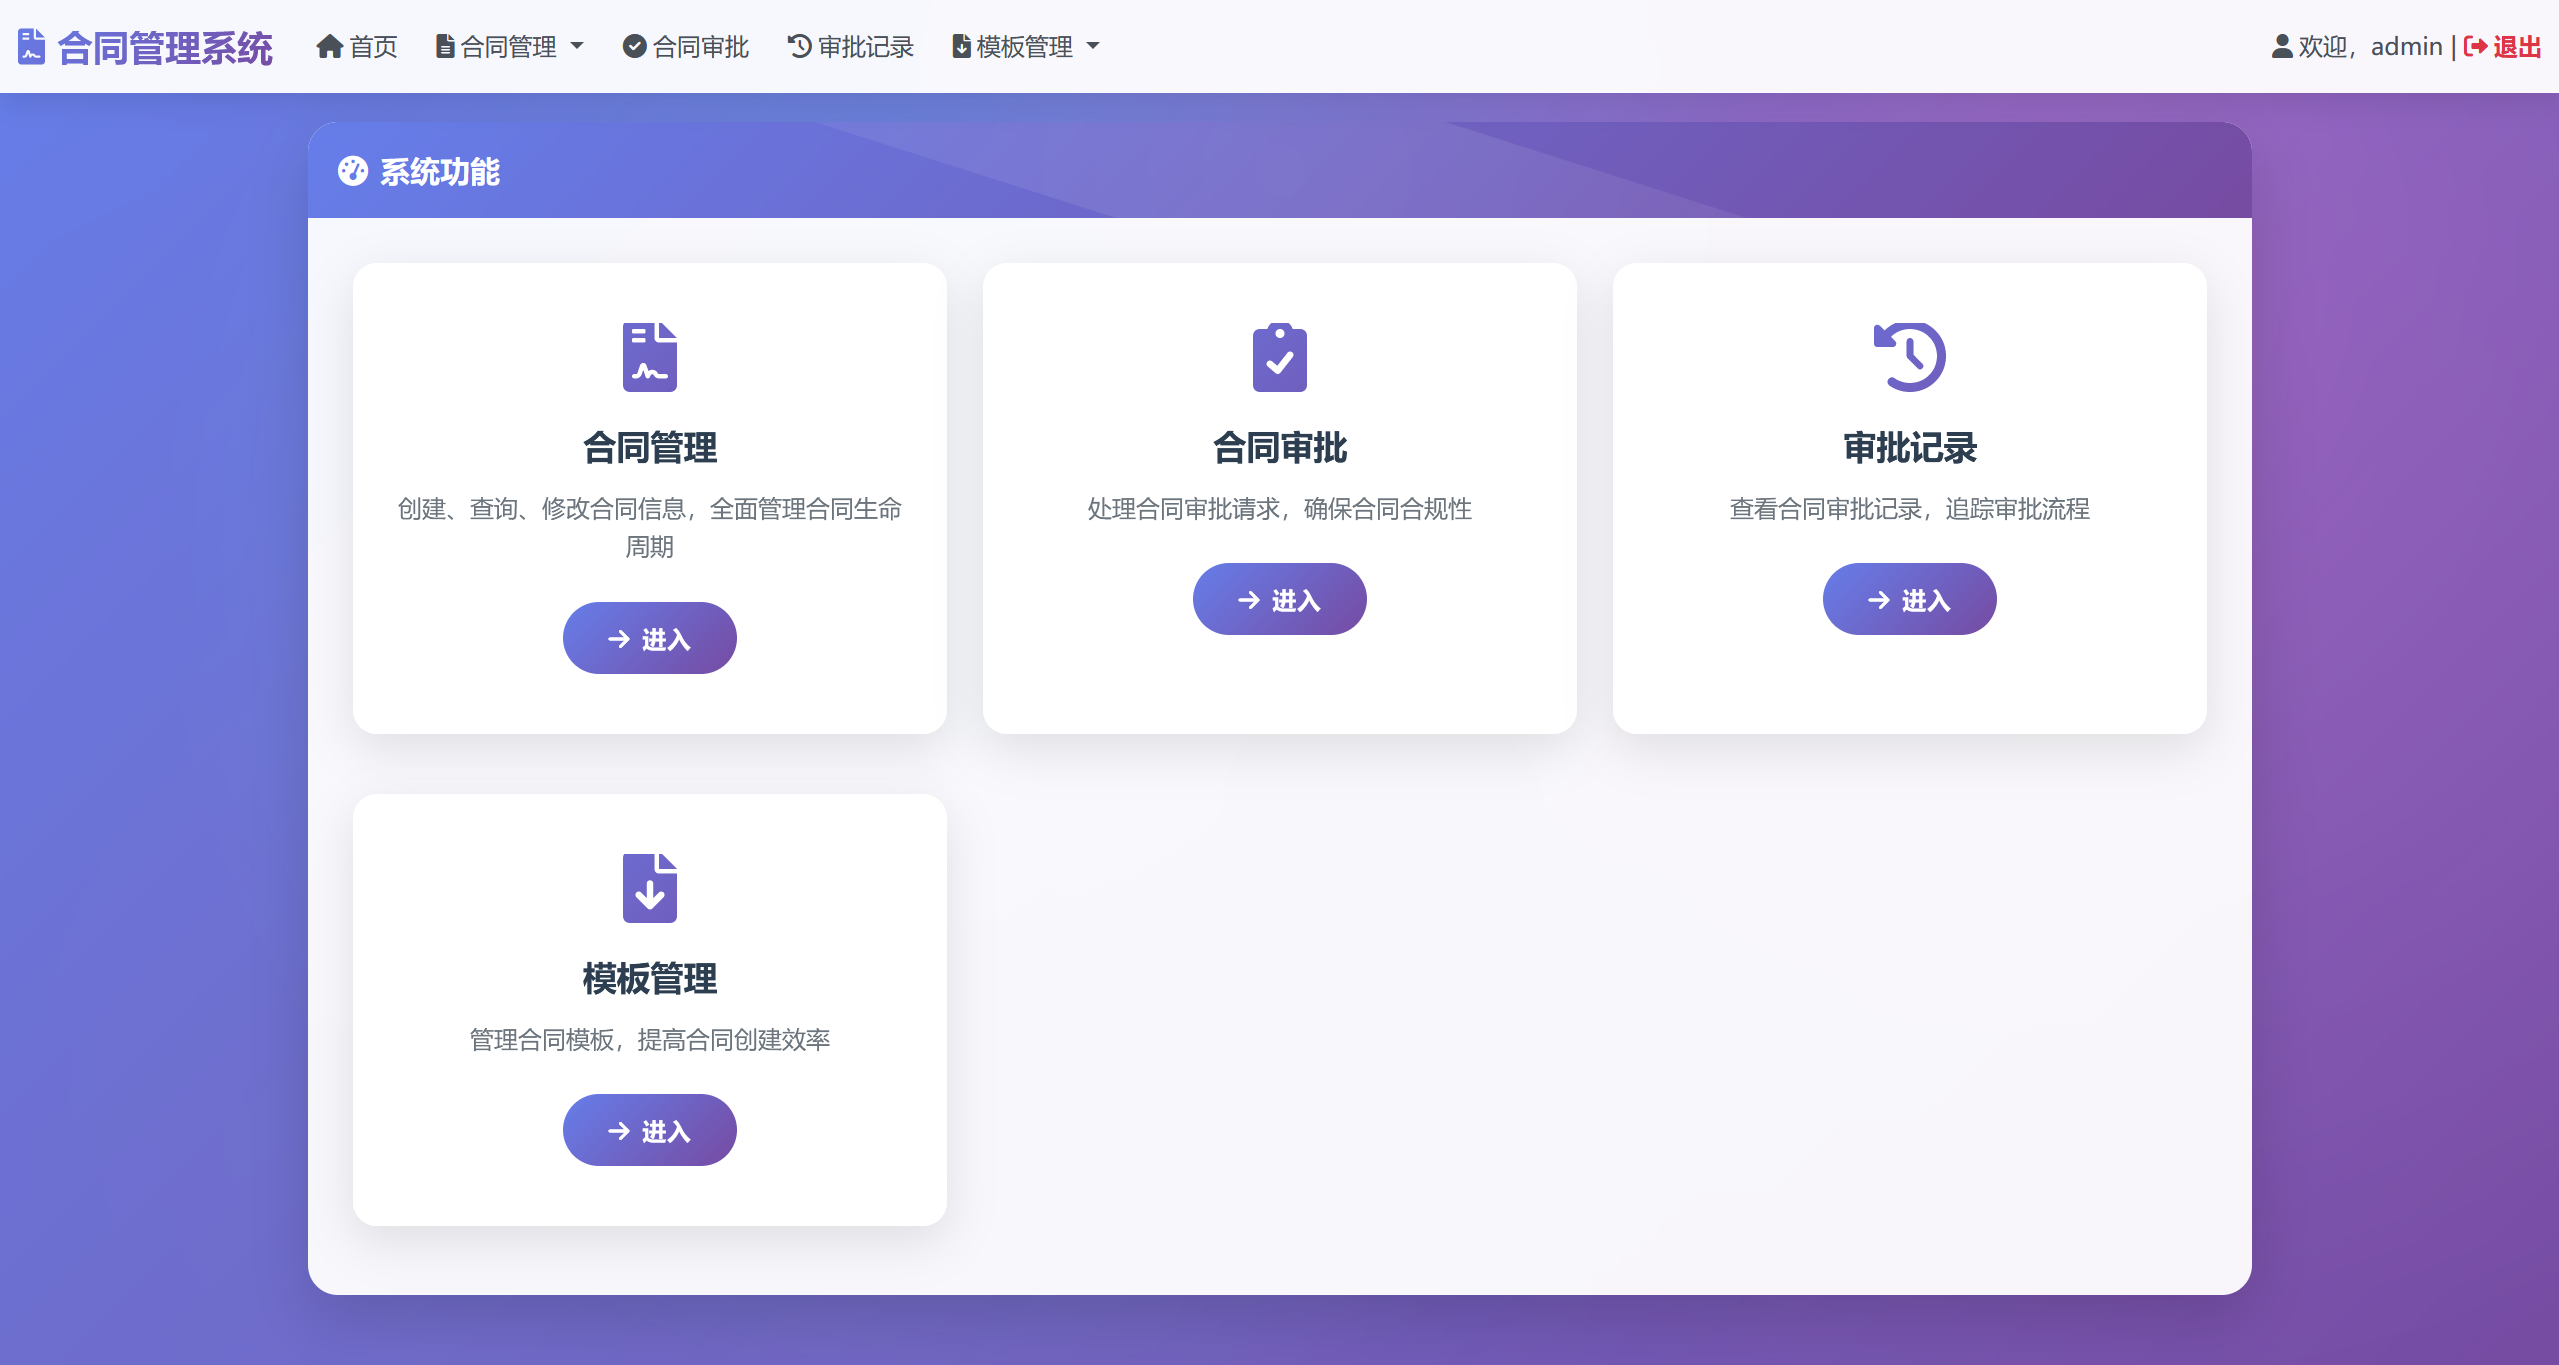 合同管理系统 首页 合同管理 合同审批 审批记录 模板管理 欢迎，admin | 退出
系统功能
合同管理
创建、查询、修改合同信息，全面管理合同生命
周期
进入
合同审批
处理合同审批请求，确保合同合规性
进入
审批记录
查看合同审批记录，追踪审批流程
进入
模板管理
管理合同模板，提高合同创建效率
进入